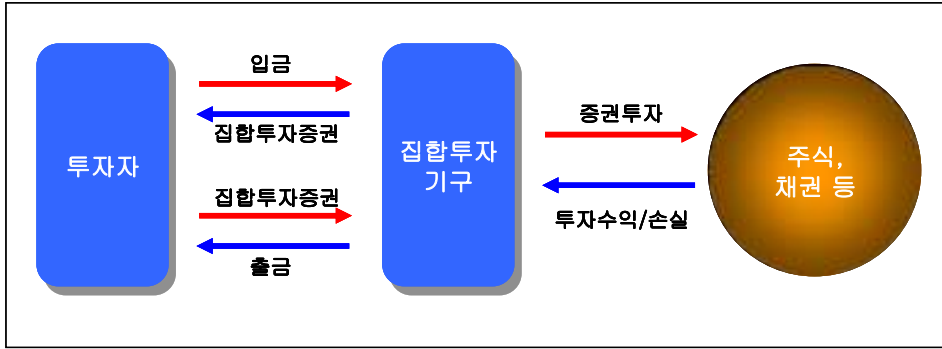 입금
집합투자증권
투자자
집합투자증권
출금
집합투자
기구
증권투자
투자수익/손실
주식,
채권 등